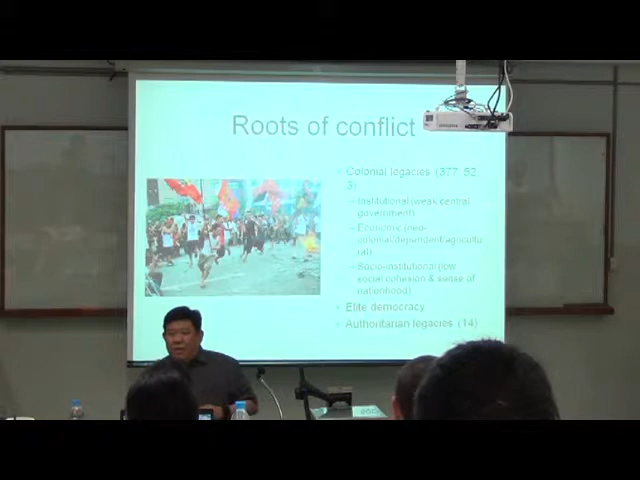 Roots of conflict
Colonial legacies (377, 52,
3)
– Institutional (weak central
government)
– Economic (neo-
colonial/dependent/agricultu
ral)
– Socio-institutional (low
social cohesion & sense of
nationhood)
Elite democracy
Authoritarian legacies (14)